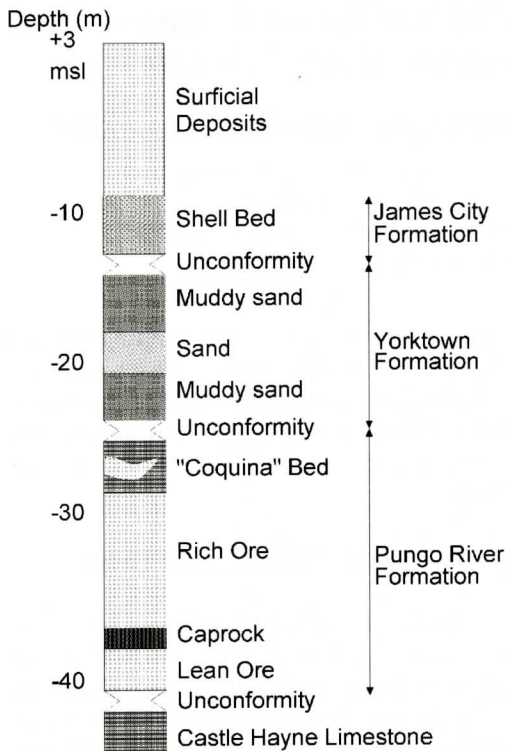 Depth (m)
+3
msl
Surficial
Deposits
-10
Shell Bed
James City
Formation
Unconformity
Muddy sand
Sand
-20
Yorktown
Formation
Muddy sand
Unconformity
"Coquina" Bed
-30
Rich Ore
Pungo River
Formation
Caprock
Lean Ore
-40
Unconformity
Castle Hayne Limestone